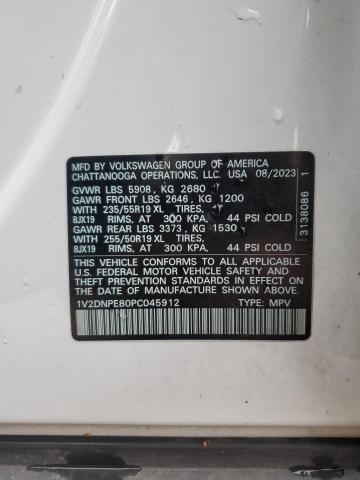 MFD BY VOLKSWAGEN GROUP OF AMERICA
CHATTANOOGA OPERATIONS, LLC. USA 08/2023
GVWR LBS 5908, KG 2680
GAWR FRONT LBS 2646, KG 1200
WITH 235/55R19 XL TIRES,
8JX19 RIMS, AT 300 KPA, 44 PSI COLD
GAWR REAR LBS 3373, KG 1530
WITH 255/50R19 XL TIRES,
8JX19 RIMS, AT 300 KPA, 44 PSI COLD
THIS VEHICLE CONFORMS TO ALL APPLICABLE
U.S. FEDERAL MOTOR VEHICLE SAFETY AND
THEFT PREVENTION STANDARDS IN EFFECT ON
THE DATE OF MANUFACTURE SHOWN ABOVE.
1V2DNPE80PC045912 TYPE: MPV
3138086 1